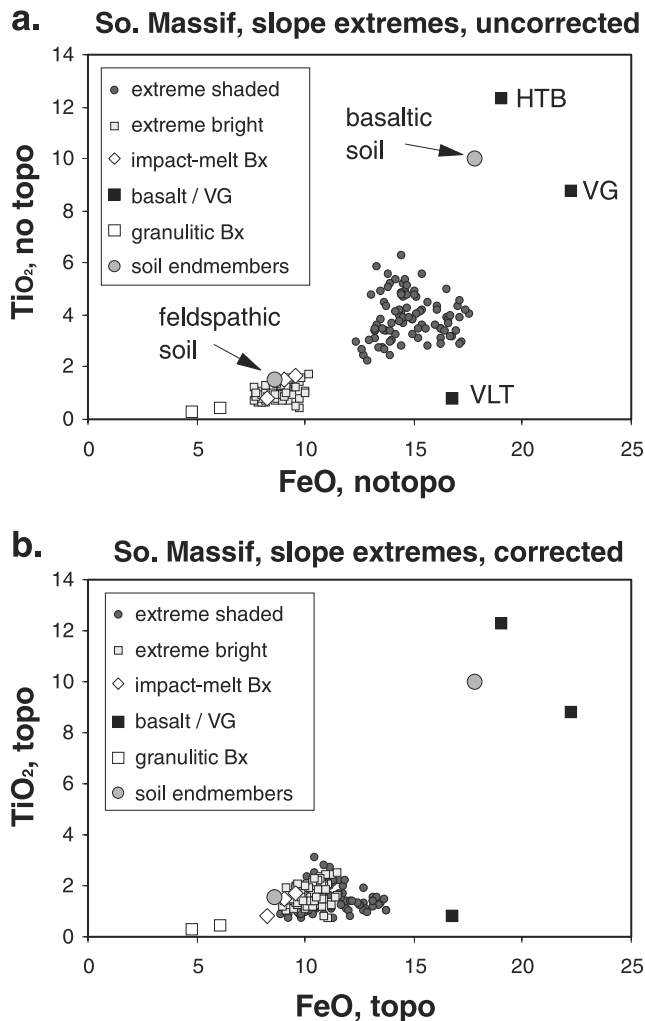 a. So. Massif, slope extremes, uncorrected
14
12
10
8
6
4
2
0
TiO₂, no topo
extreme shaded
extreme bright
impact-melt Bx
basalt / VG
granulitic Bx
soil endmembers
basaltic
soil
HTB
VG
feldspathic
soil
VLT
0 5 10 15 20 25
FeO, notopo
b. So. Massif, slope extremes, corrected
14
12
10
8
6
4
2
0
TiO₂, topo
extreme shaded
extreme bright
impact-melt Bx
basalt / VG
granulitic Bx
soil endmembers
0 5 10 15 20 25
FeO, topo